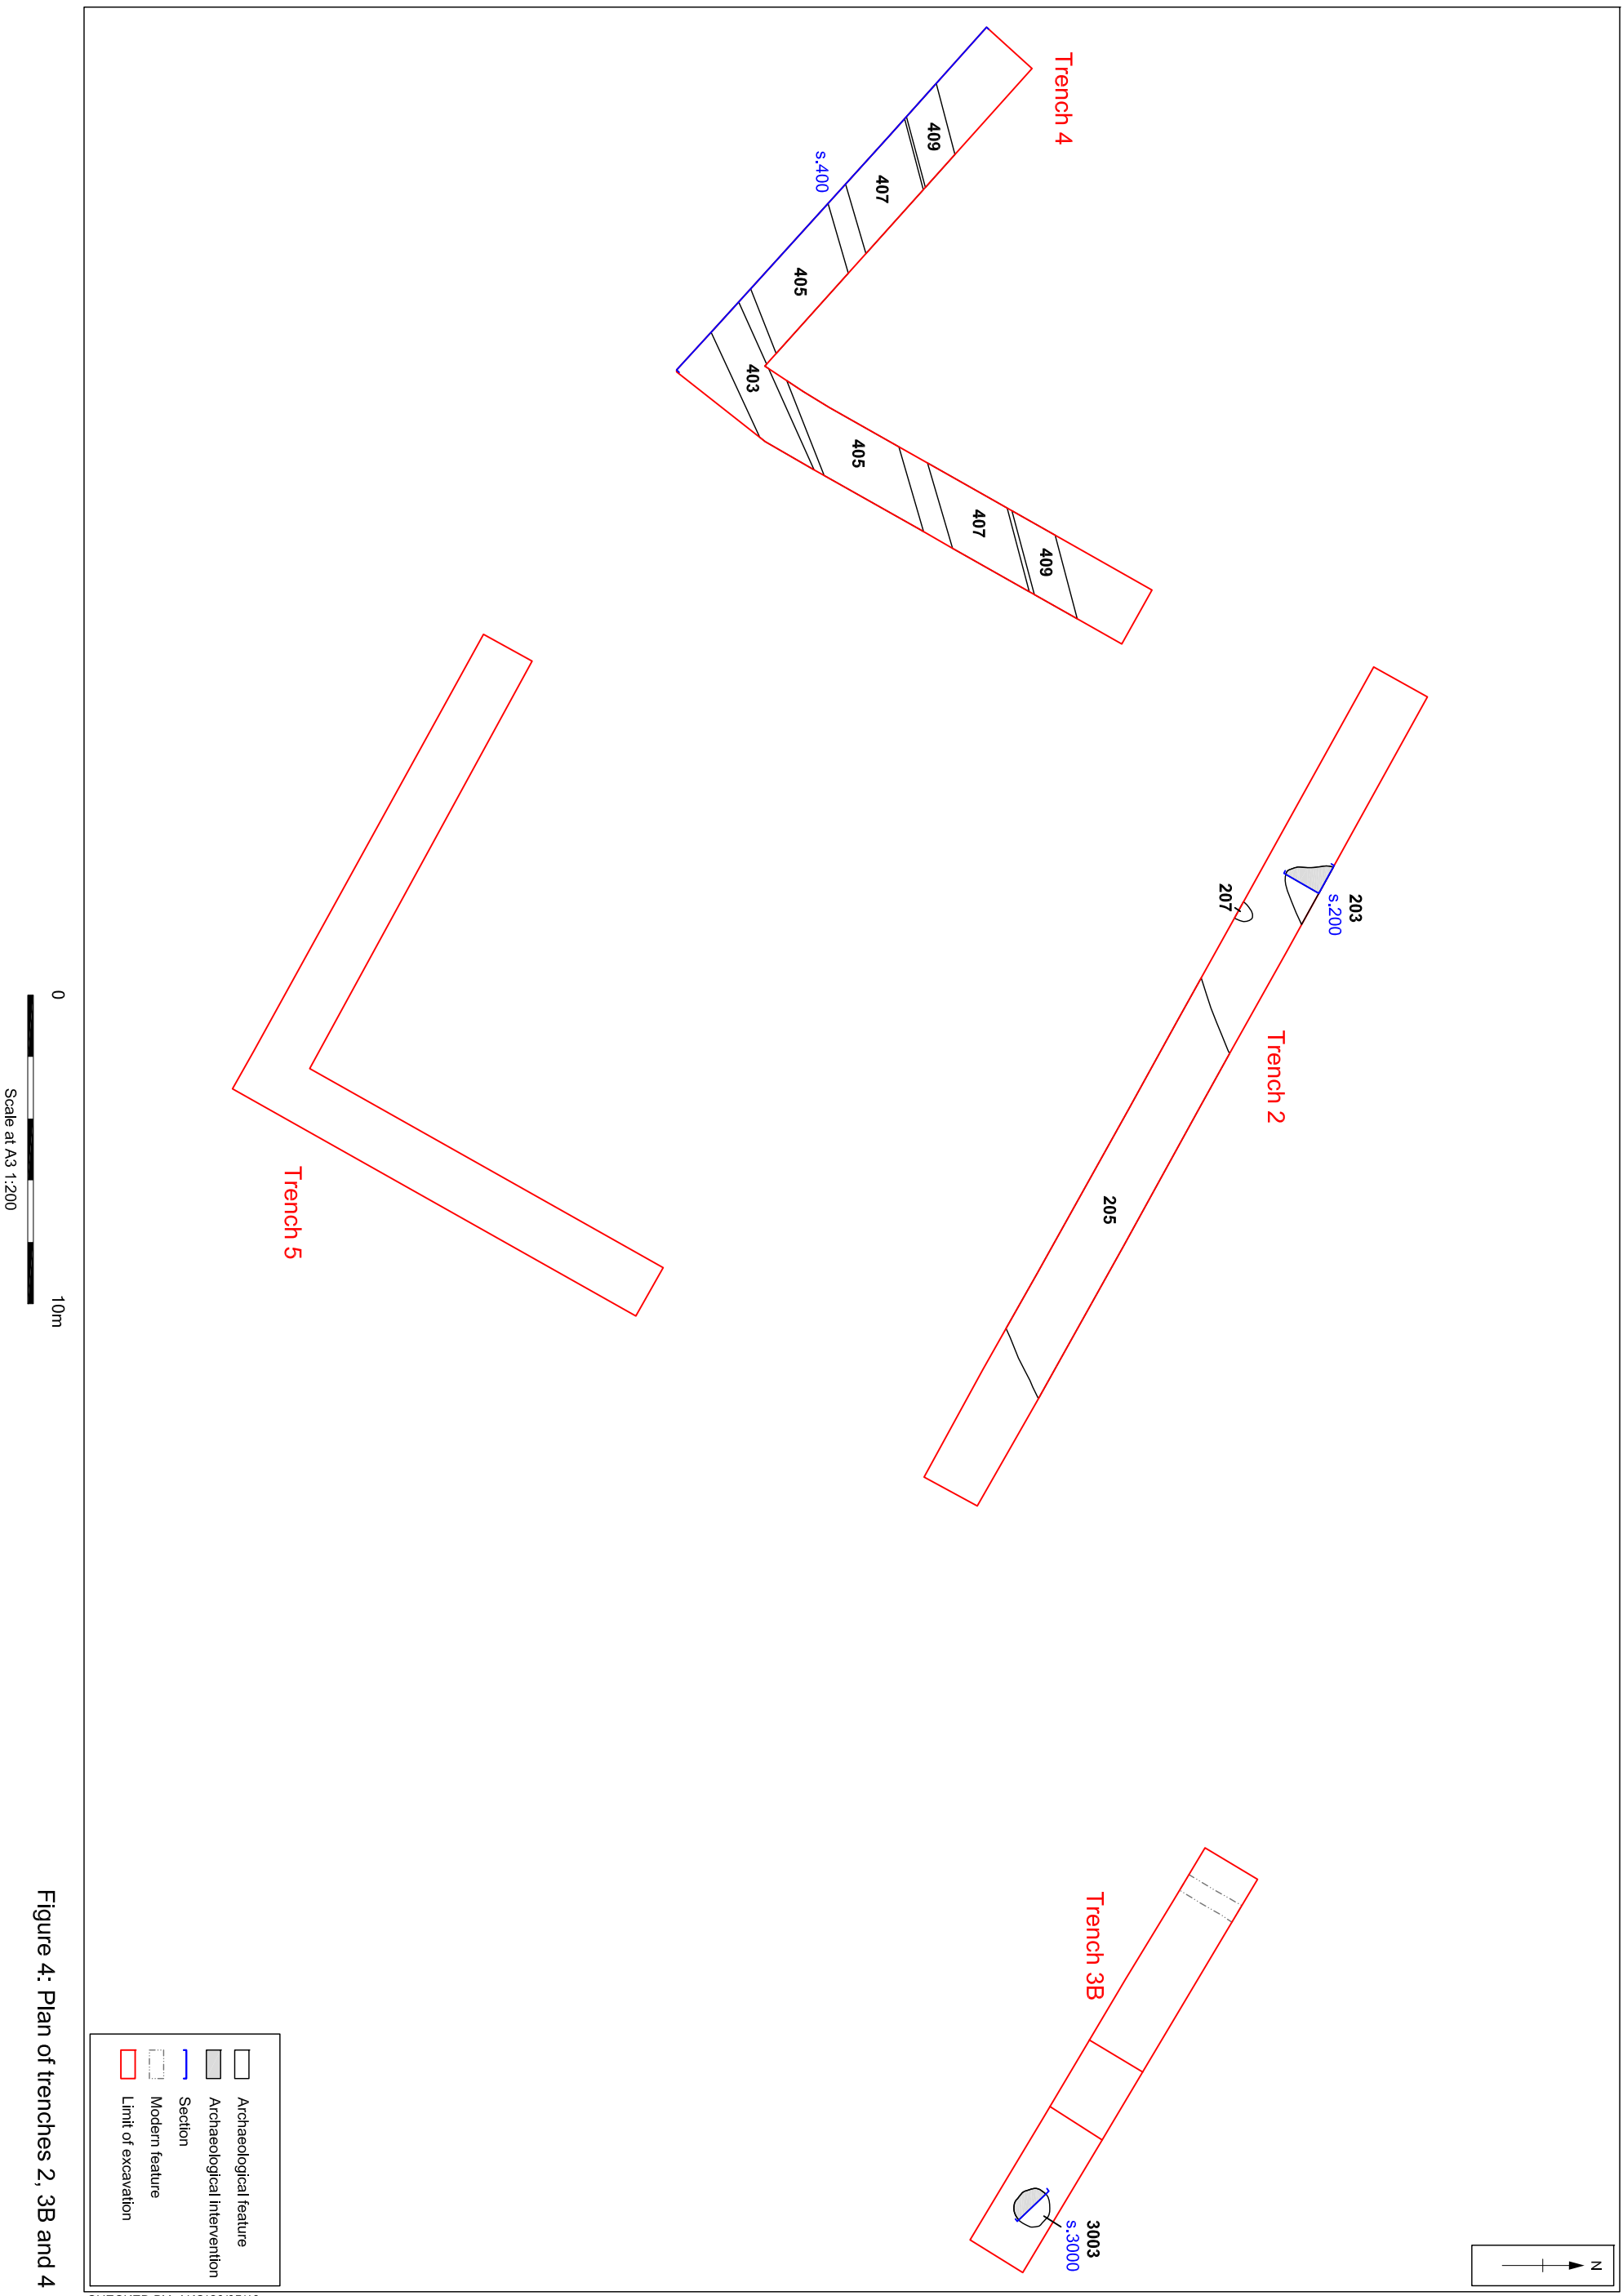 N
Trench 4
409
407
s.400
405
403
405
407
409
203
s.200
207
Trench 2
205
Trench 5
Trench 3B
3003
s.3000
Archaeological feature
Archaeological intervention
Section
Modern feature
Limit of excavation
0
10m
Scale at A3 1:200
Figure 4: Plan of trenches 2, 3B and 4